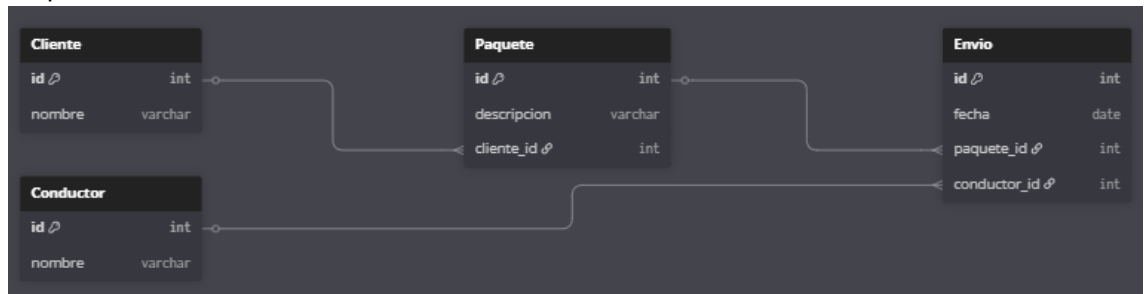 Cliente
id int
nombre varchar
Paquete
id int
descripcion varchar
cliente_id int
Envio
id int
fecha date
paquete_id int
conductor_id int
Conductor
id int
nombre varchar